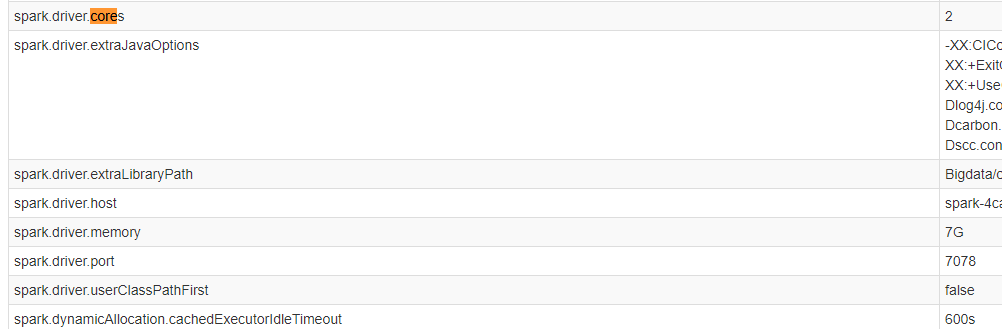 spark.driver.cores 2
spark.driver.extraJavaOptions -XX:CICo
XX:+Exit
XX:+Use
Dlog4j.co
Dcarbon.
Dscc.con
spark.driver.extraLibraryPath Bigdata/c
spark.driver.host spark-4ca
spark.driver.memory 7G
spark.driver.port 7078
spark.driver.userClassPathFirst false
spark.dynamicAllocation.cachedExecutorIdleTimeout 600s